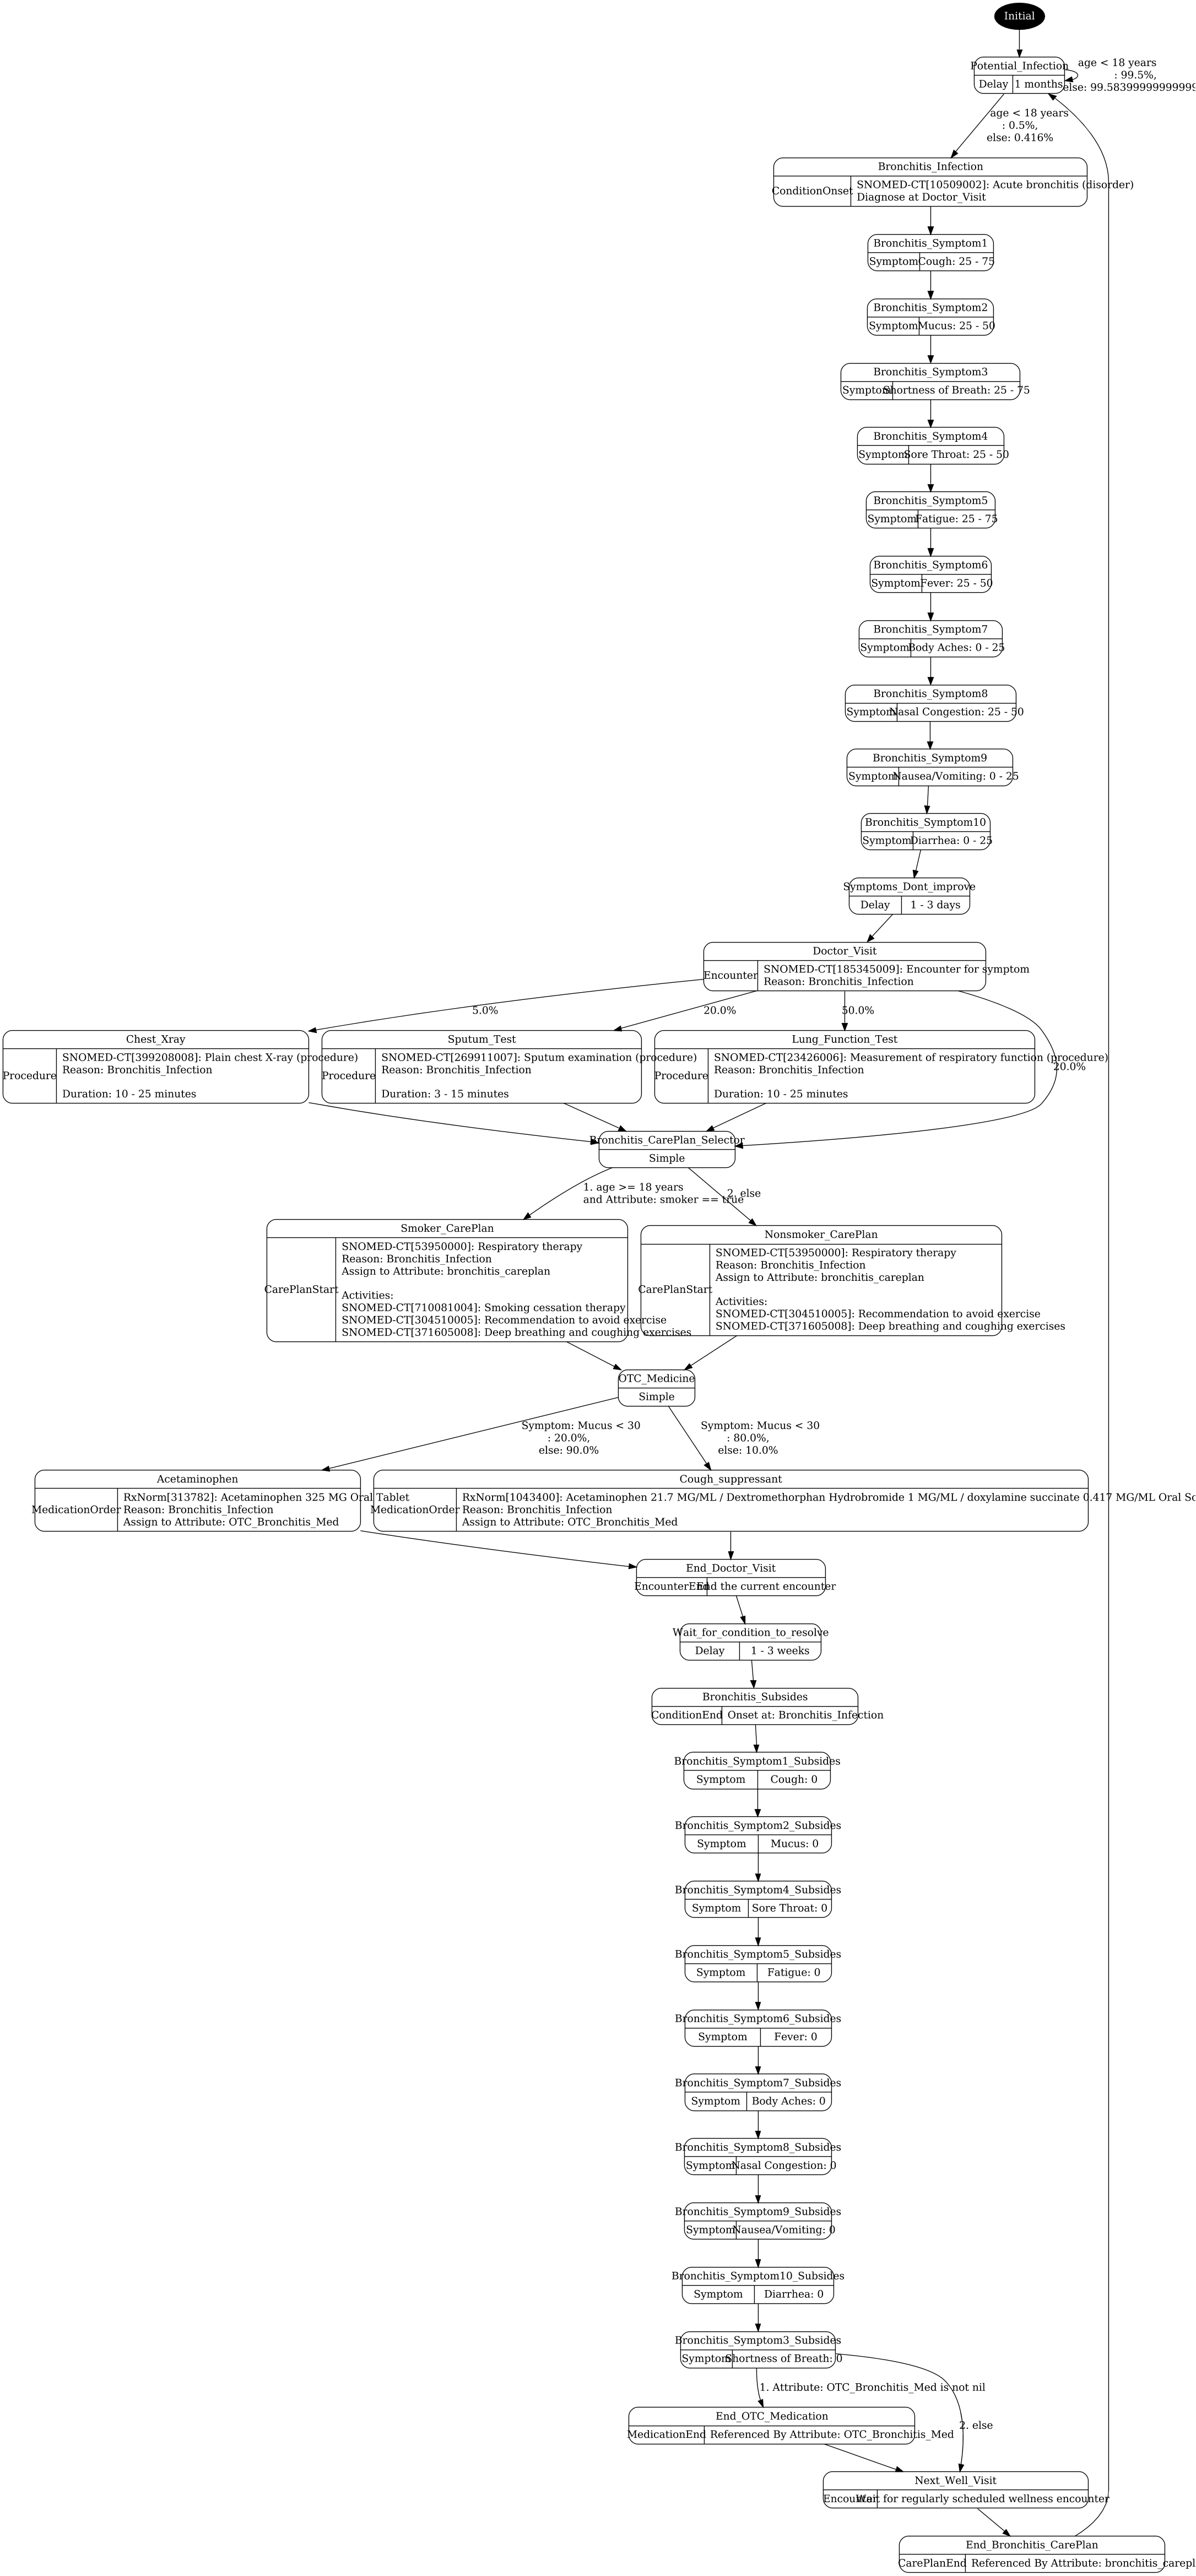 Initial
Potential_Infection
Delay
1 months
age < 18 years
: 99.5%,
else: 99.58399999999999
age < 18 years
: 0.5%,
else: 0.416%
Bronchitis_Infection
ConditionOnset
SNOMED-CT[10509002]: Acute bronchitis (disorder)
Diagnose at Doctor_Visit
Bronchitis_Symptom1
Symptom
Cough: 25 - 75
Bronchitis_Symptom2
Symptom
Mucus: 25 - 50
Bronchitis_Symptom3
Symptom
Shortness of Breath: 25 - 75
Bronchitis_Symptom4
Symptom
Sore Throat: 25 - 50
Bronchitis_Symptom5
Symptom
Fatigue: 25 - 75
Bronchitis_Symptom6
Symptom
Fever: 25 - 50
Bronchitis_Symptom7
Symptom
Body Aches: 0 - 25
Bronchitis_Symptom8
Symptom
Nasal Congestion: 25 - 50
Bronchitis_Symptom9
Symptom
Nausea/Vomiting: 0 - 25
Bronchitis_Symptom10
Symptom
Diarrhea: 0 - 25
Symptoms_Dont_improve
Delay
1 - 3 days
Doctor_Visit
Encounter
SNOMED-CT[185345009]: Encounter for symptom
Reason: Bronchitis_Infection
5.0%
20.0%
50.0%
20.0%
Chest_Xray
Procedure
SNOMED-CT[399208008]: Plain chest X-ray (procedure)
Reason: Bronchitis_Infection
Duration: 10 - 25 minutes
Sputum_Test
Procedure
SNOMED-CT[269911007]: Sputum examination (procedure)
Reason: Bronchitis_Infection
Duration: 3 - 15 minutes
Lung_Function_Test
Procedure
SNOMED-CT[23426006]: Measurement of respiratory function (procedure)
Reason: Bronchitis_Infection
Duration: 10 - 25 minutes
Bronchitis_CarePlan_Selector
Simple
1. age >= 18 years
and Attribute: smoker == true
2. else
Smoker_CarePlan
CarePlanStart
SNOMED-CT[53950000]: Respiratory therapy
Reason: Bronchitis_Infection
Assign to Attribute: bronchitis_careplan
Activities:
SNOMED-CT[710081004]: Smoking cessation therapy
SNOMED-CT[304510005]: Recommendation to avoid exercise
SNOMED-CT[371605008]: Deep breathing and coughing exercises
Nonsmoker_CarePlan
CarePlanStart
SNOMED-CT[53950000]: Respiratory therapy
Reason: Bronchitis_Infection
Assign to Attribute: bronchitis_careplan
Activities:
SNOMED-CT[304510005]: Recommendation to avoid exercise
SNOMED-CT[371605008]: Deep breathing and coughing exercises
OTC_Medicine
Simple
Symptom: Mucus < 30
: 20.0%,
else: 90.0%
Symptom: Mucus < 30
: 80.0%,
else: 10.0%
Acetaminophen
MedicationOrder
RxNorm[313782]: Acetaminophen 325 MG Oral Tablet
Reason: Bronchitis_Infection
Assign to Attribute: OTC_Bronchitis_Med
Cough_suppressant
MedicationOrder
RxNorm[1043400]: Acetaminophen 21.7 MG/ML / Dextromethorphan Hydrobromide 1 MG/ML / doxylamine succinate 0.417 MG/ML Oral So
Reason: Bronchitis_Infection
Assign to Attribute: OTC_Bronchitis_Med
End_Doctor_Visit
EncounterEnd
End the current encounter
Wait_for_condition_to_resolve
Delay
1 - 3 weeks
Bronchitis_Subsides
ConditionEnd
Onset at: Bronchitis_Infection
Bronchitis_Symptom1_Subsides
Symptom
Cough: 0
Bronchitis_Symptom2_Subsides
Symptom
Mucus: 0
Bronchitis_Symptom4_Subsides
Symptom
Sore Throat: 0
Bronchitis_Symptom5_Subsides
Symptom
Fatigue: 0
Bronchitis_Symptom6_Subsides
Symptom
Fever: 0
Bronchitis_Symptom7_Subsides
Symptom
Body Aches: 0
Bronchitis_Symptom8_Subsides
Symptom
Nasal Congestion: 0
Bronchitis_Symptom9_Subsides
Symptom
Nausea/Vomiting: 0
Bronchitis_Symptom10_Subsides
Symptom
Diarrhea: 0
Bronchitis_Symptom3_Subsides
Symptom
Shortness of Breath: 0
1. Attribute: OTC_Bronchitis_Med is not nil
2. else
End_OTC_Medication
MedicationEnd
Referenced By Attribute: OTC_Bronchitis_Med
Next_Well_Visit
Encounter
Wait for regularly scheduled wellness encounter
End_Bronchitis_CarePlan
CarePlanEnd
Referenced By Attribute: bronchitis_carepl